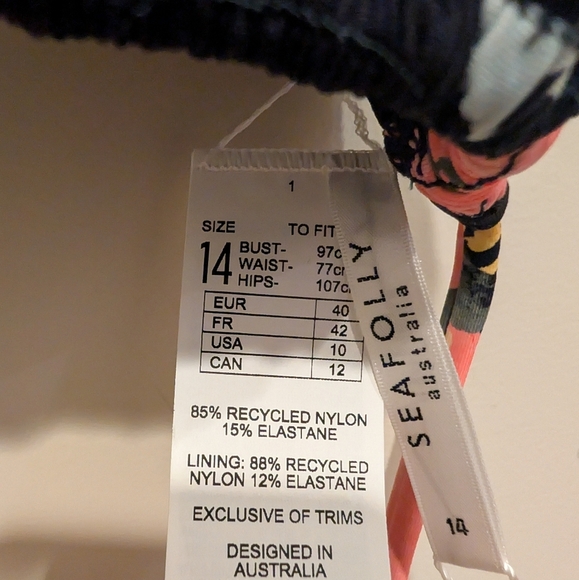 1
SIZE TO FIT
14 BUST- 97c
WAIST- 77cm
HIPS- 107c
EUR 40
FR 42
USA 10
CAN 12
85% RECYCLED NYLON
15% ELASTANE
LINING: 88% RECYCLED
NYLON 12% ELASTANE
EXCLUSIVE OF TRIMS
DESIGNED IN
AUSTRALIA
SEAFOLLY
australia
14